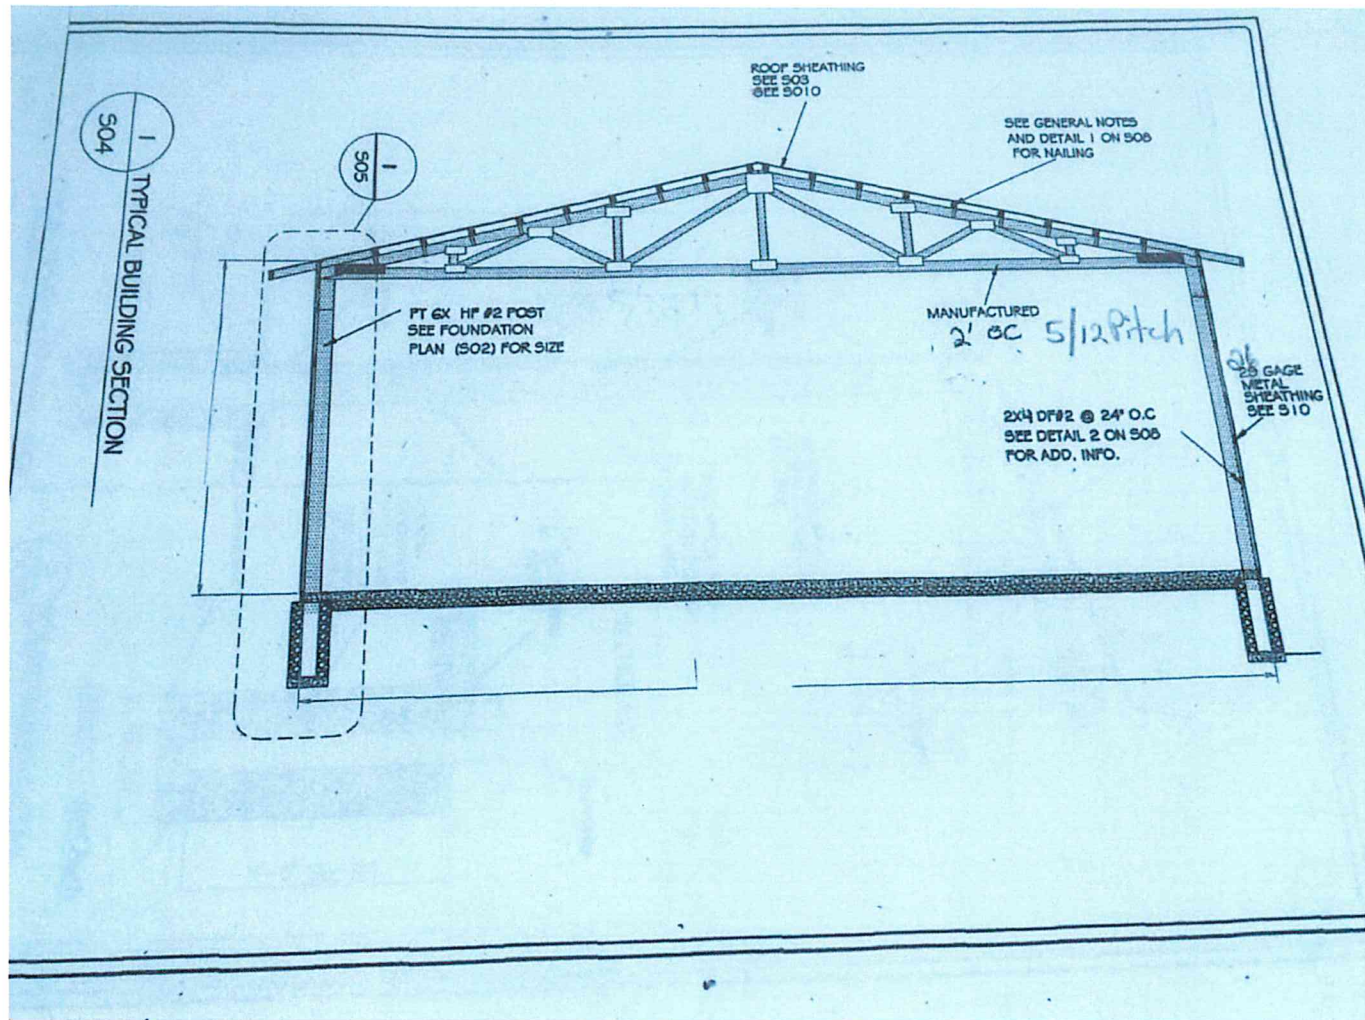 ROOF SHEATHING
SEE S03
SEE S010
SEE GENERAL NOTES
AND DETAIL 1 ON S08
FOR NAILING
1
S04
TYPICAL BUILDING SECTION
1
S05
PT 6X HF #2 POST
SEE FOUNDATION
PLAN (S02) FOR SIZE
MANUFACTURED
2' OC 5/12 Pitch
26
GAGE
METAL
SHEATHING
SEE S10
2X4 DF#2 @ 24" O.C
SEE DETAIL 2 ON S08
FOR ADD. INFO.